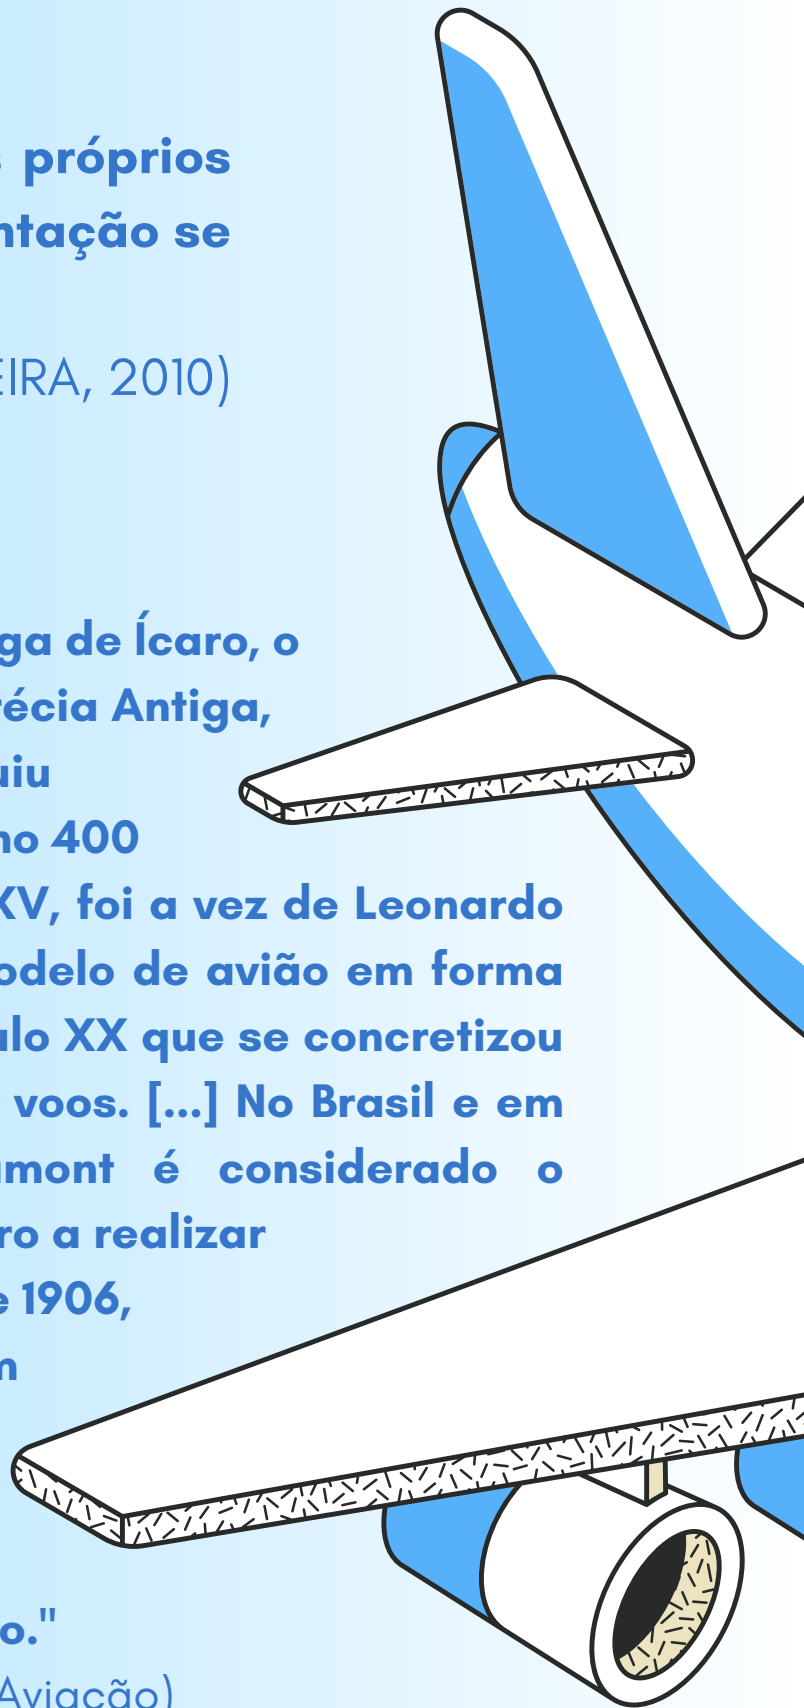 s próprios
ntação se
EIRA, 2010)
ga de Ícaro, o
récia Antiga,
uiu
no 400
XV, foi a vez de Leonardo
odelo de avião em forma
ulo XX que se concretizou
voos. [...] No Brasil e em
umont é considerado o
ro a realizar
e 1906,
m
o."
Aviação)